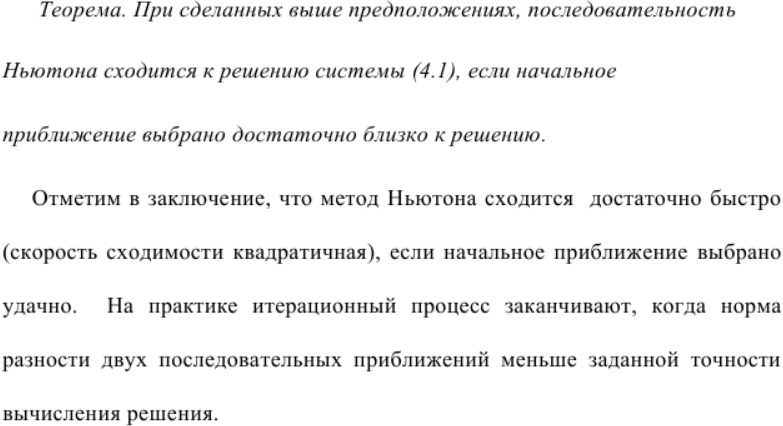 Теорема. При сделанных выше предположениях, последовательность
Ньютона сходится к решению системы (4.1), если начальное
приближение выбрано достаточно близко к решению.
Отметим в заключение, что метод Ньютона сходится достаточно быстро
(скорость сходимости квадратичная), если начальное приближение выбрано
удачно. На практике итерационный процесс заканчивают, когда норма
разности двух последовательных приближений меньше заданной точности
вычисления решения.